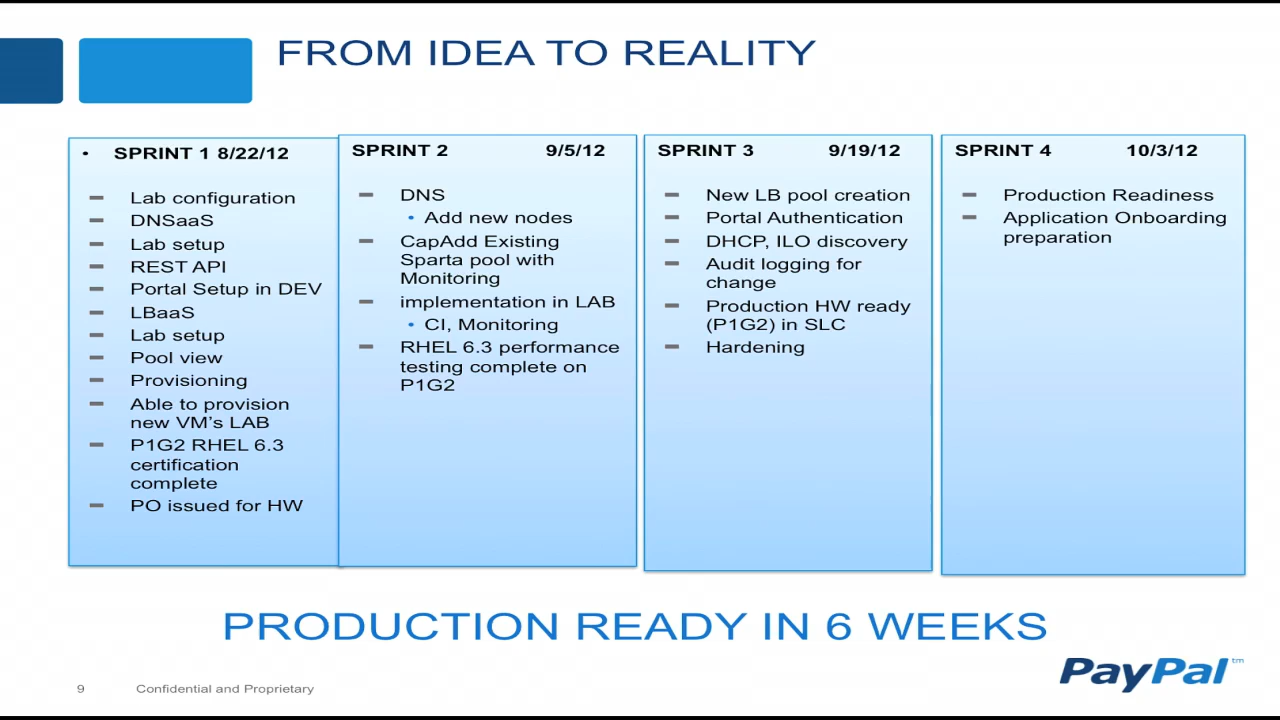 FROM IDEA TO REALITY
• SPRINT 1 8/22/12
– Lab configuration
– DNSaaS
– Lab setup
– REST API
– Portal Setup in DEV
– LBaaS
– Lab setup
– Pool view
– Provisioning
– Able to provision
new VM's LAB
– P1G2 RHEL 6.3
certification
complete
– PO issued for HW
SPRINT 2 9/5/12
– DNS
• Add new nodes
– CapAdd Existing
Sparta pool with
Monitoring
– implementation in LAB
• CI, Monitoring
– RHEL 6.3 performance
testing complete on
P1G2
SPRINT 3 9/19/12
– New LB pool creation
– Portal Authentication
– DHCP, ILO discovery
– Audit logging for
change
– Production HW ready
(P1G2) in SLC
– Hardening
SPRINT 4 10/3/12
– Production Readiness
– Application Onboarding
preparation
PRODUCTION READY IN 6 WEEKS
9 Confidential and Proprietary
PayPal™